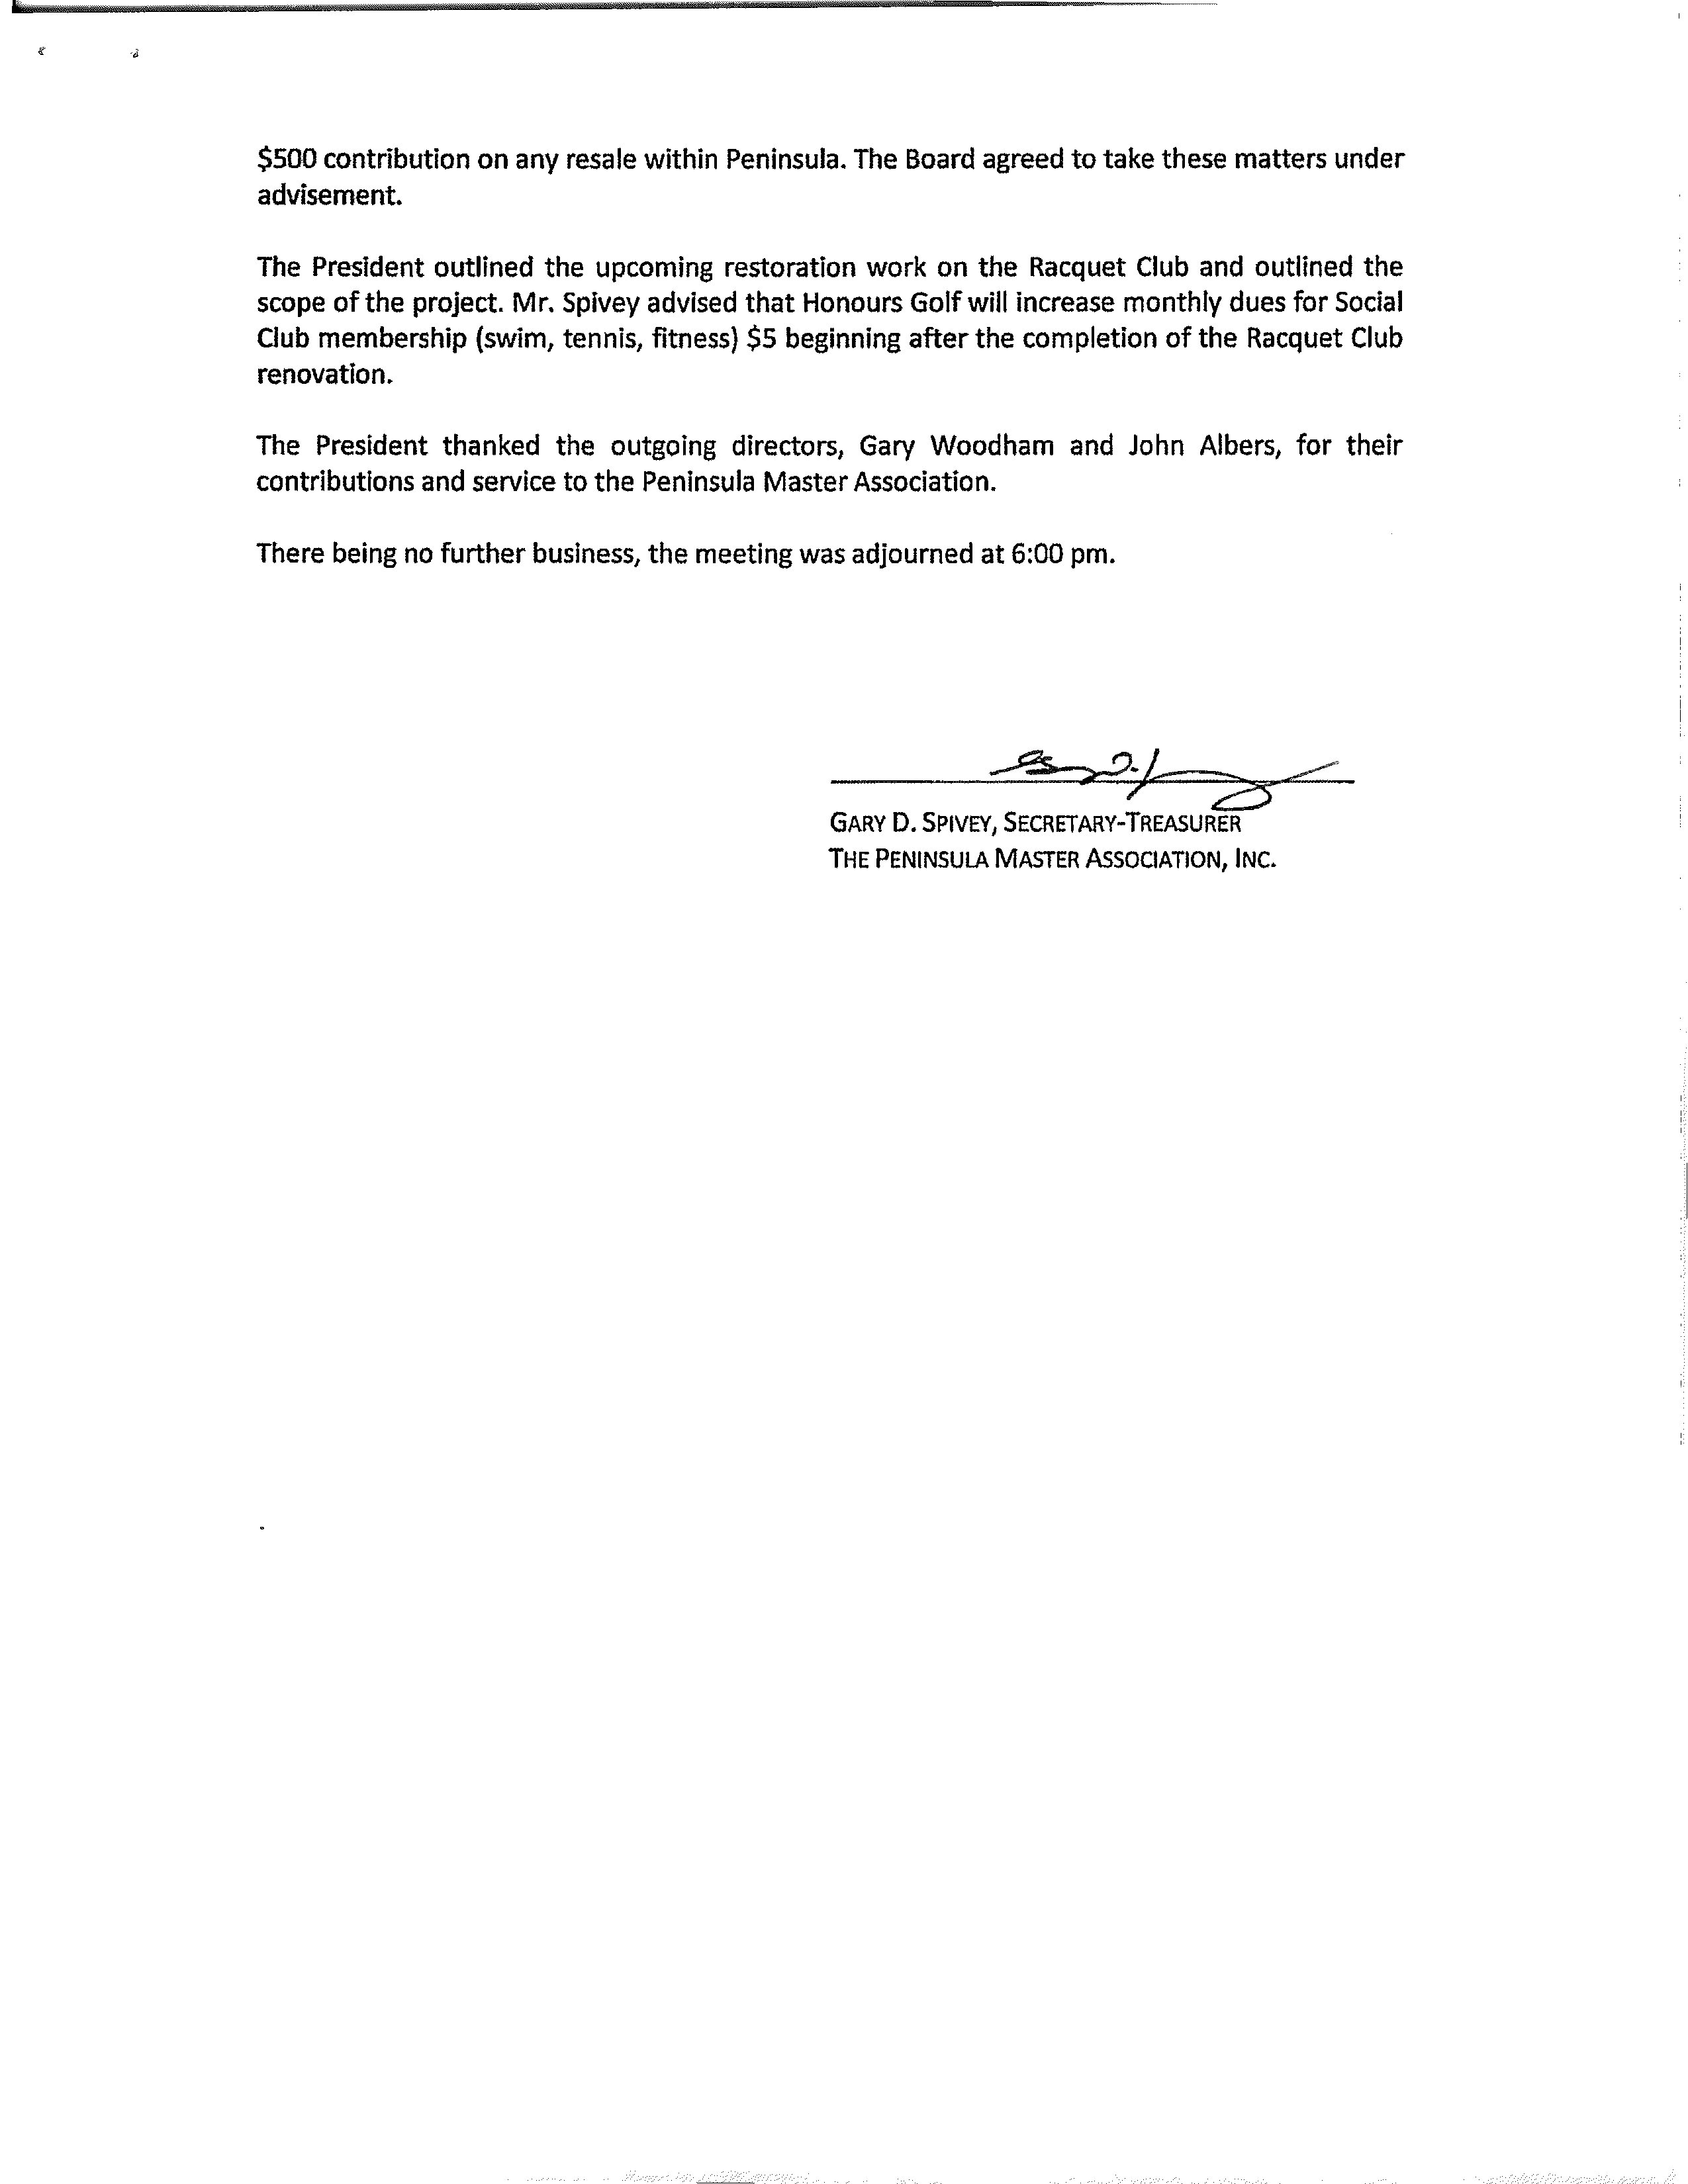 $500 contribution on any resale within Peninsula. The Board agreed to take these matters under
advisement.
The President outlined the upcoming restoration work on the Racquet Club and outlined the
scope of the project. Mr. Spivey advised that Honours Golf will increase monthly dues for Social
Club membership (swim, tennis, fitness) $5 beginning after the completion of the Racquet Club
renovation.
The President thanked the outgoing directors, Gary Woodham and John Albers, for their
contributions and service to the Peninsula Master Association.
There being no further business, the meeting was adjourned at 6:00 pm.
GARY D. SPIVEY, SECRETARY-TREASURER
THE PENINSULA MASTER ASSOCIATION, INC.